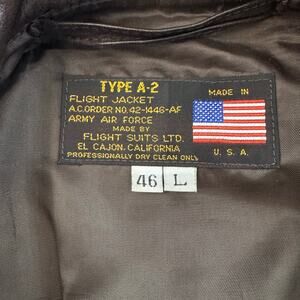 TYPE A-2
FLIGHT JACKET
A.C.ORDER NO.42-1446-AF
ARMY AIR FORCE
MADE BY
FLIGHT SUITS LTD.
EL CAJON, CALIFORNIA
PROFESSIONALLY DRY CLEAN ONLY
MADE IN
U.S.A.
46 L